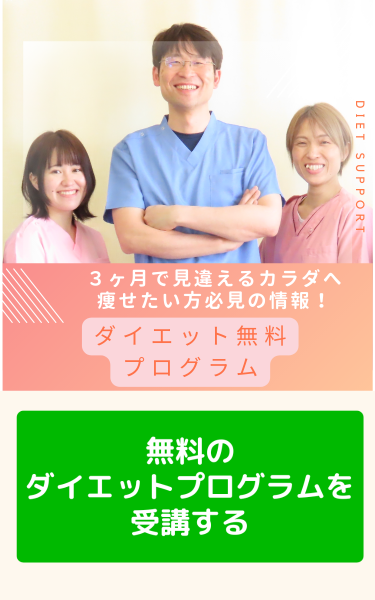 DIET SUPPORT
３ヶ月で見違えるカラダへ
痩せたい方必見の情報！
ダイエット無料
プログラム
無料の
ダイエットプログラムを
受講する